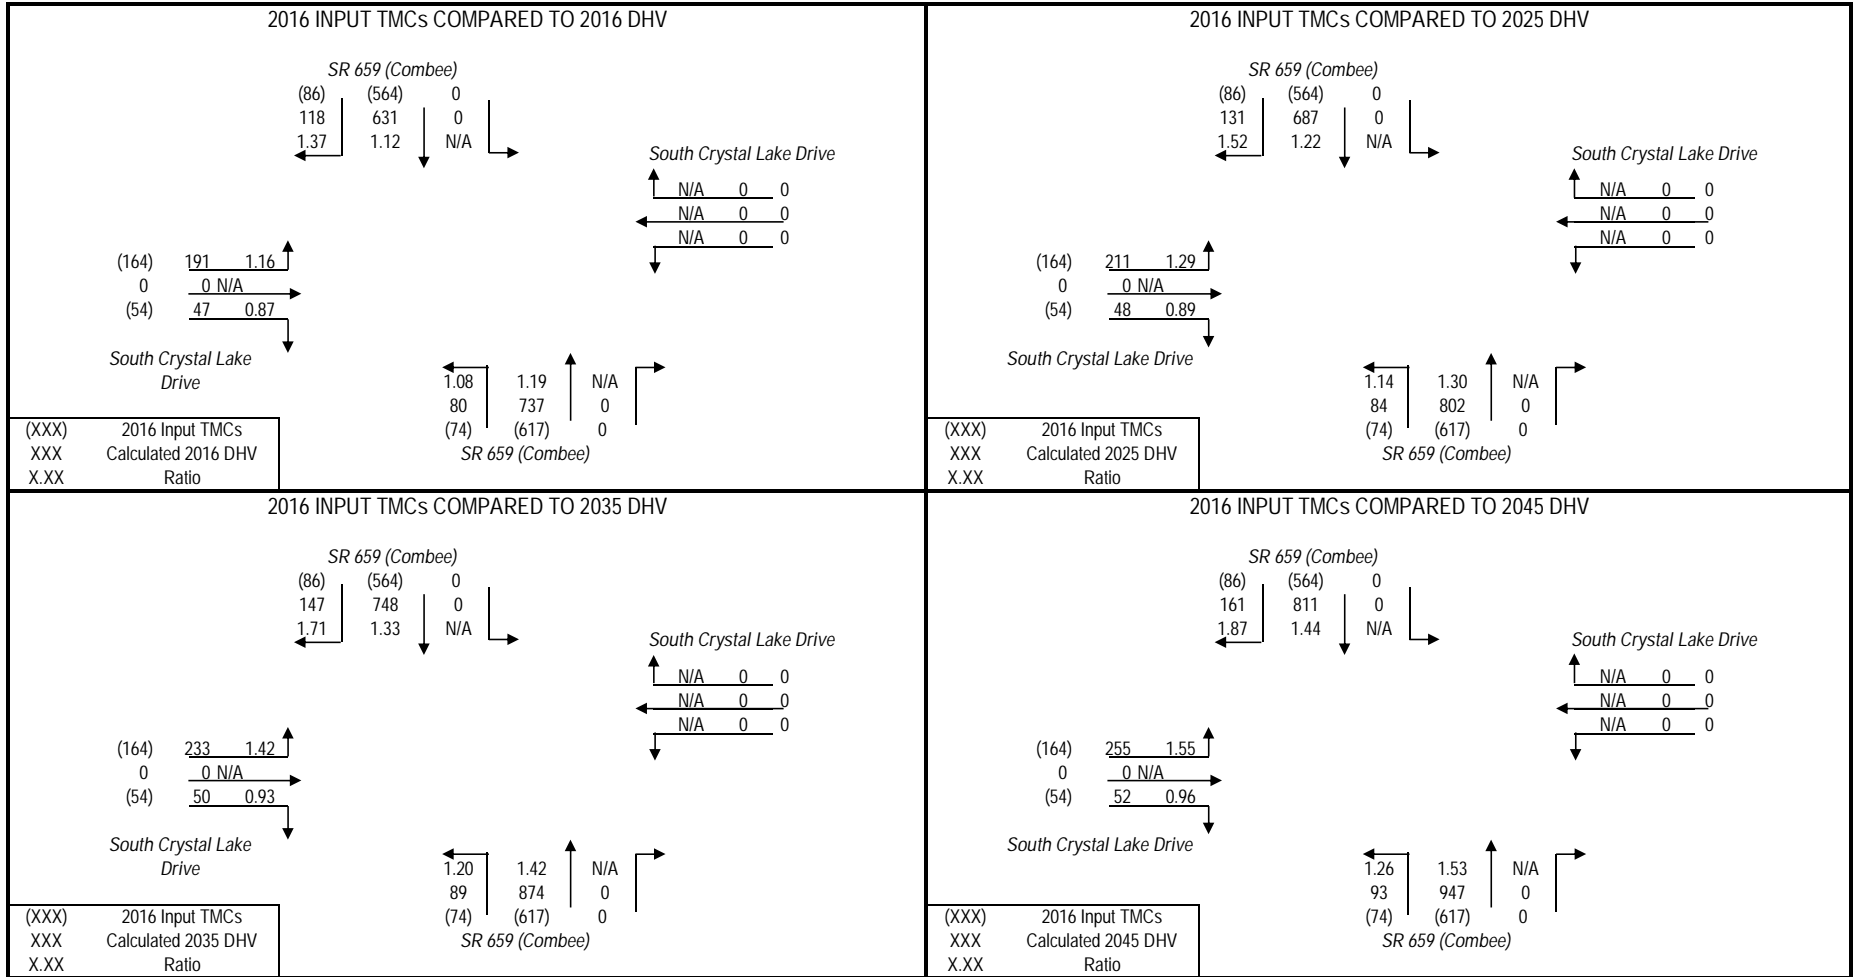 2016 INPUT TMCs COMPARED TO 2016 DHV
SR 659 (Combee)
(86) (564) 0
118 631 0
1.37 1.12 N/A
South Crystal Lake Drive
N/A 0 0
N/A 0 0
N/A 0 0
(164) 191 1.16
0 0 N/A
(54) 47 0.87
South Crystal Lake
Drive
1.08 1.19 N/A
80 737 0
(74) (617) 0
SR 659 (Combee)
(XXX) 2016 Input TMCs
XXX Calculated 2016 DHV
X.XX Ratio
2016 INPUT TMCs COMPARED TO 2025 DHV
SR 659 (Combee)
(86) (564) 0
131 687 0
1.52 1.22 N/A
South Crystal Lake Drive
N/A 0 0
N/A 0 0
N/A 0 0
(164) 211 1.29
0 0 N/A
(54) 48 0.89
South Crystal Lake Drive
1.14 1.30 N/A
84 802 0
(74) (617) 0
SR 659 (Combee)
(XXX) 2016 Input TMCs
XXX Calculated 2025 DHV
X.XX Ratio
2016 INPUT TMCs COMPARED TO 2035 DHV
SR 659 (Combee)
(86) (564) 0
147 748 0
1.71 1.33 N/A
South Crystal Lake Drive
N/A 0 0
N/A 0 0
N/A 0 0
(164) 233 1.42
0 0 N/A
(54) 50 0.93
South Crystal Lake
Drive
1.20 1.42 N/A
89 874 0
(74) (617) 0
SR 659 (Combee)
(XXX) 2016 Input TMCs
XXX Calculated 2035 DHV
X.XX Ratio
2016 INPUT TMCs COMPARED TO 2045 DHV
SR 659 (Combee)
(86) (564) 0
161 811 0
1.87 1.44 N/A
South Crystal Lake Drive
N/A 0 0
N/A 0 0
N/A 0 0
(164) 255 1.55
0 0 N/A
(54) 52 0.96
South Crystal Lake Drive
1.26 1.53 N/A
93 947 0
(74) (617) 0
SR 659 (Combee)
(XXX) 2016 Input TMCs
XXX Calculated 2045 DHV
X.XX Ratio